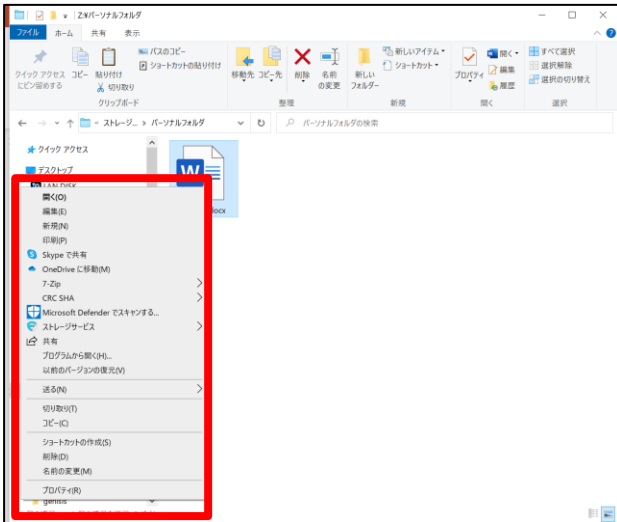 Z:¥パーソナルフォルダ
ファイル ホーム 共有 表示
クイック アクセスにピン留めする
コピー
貼り付け
パスのコピー
ショートカットの貼り付け
切り取り
クリップボード
移動先
コピー先
削除
名前の変更
整理
新しいフォルダー
新しいアイテム
ショートカット
新規
プロパティ
開く
編集
履歴
開く
すべて選択
選択解除
選択の切り替え
選択
ストレージ... > パーソナルフォルダ
パーソナルフォルダの検索
クイック アクセス
デスクトップ
LAN DISK
W
docx
開く(O)
編集(E)
新規(N)
印刷(P)
Skype で共有
OneDrive に移動(M)
7-Zip
CRC SHA
Microsoft Defender でスキャンする...
ストレージサービス
共有
プログラムから開く(H)...
以前のバージョンの復元(V)
送る(N)
切り取り(T)
コピー(C)
ショートカットの作成(S)
削除(D)
名前の変更(M)
プロパティ(R)
genisis